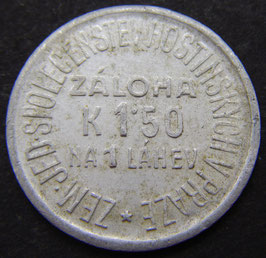 ZEM·JED·SPOLEČENSTEV HOSTINSKÝCH V PRAZE
ZÁLOHA
K 1·50
NA 1 LÁHEV